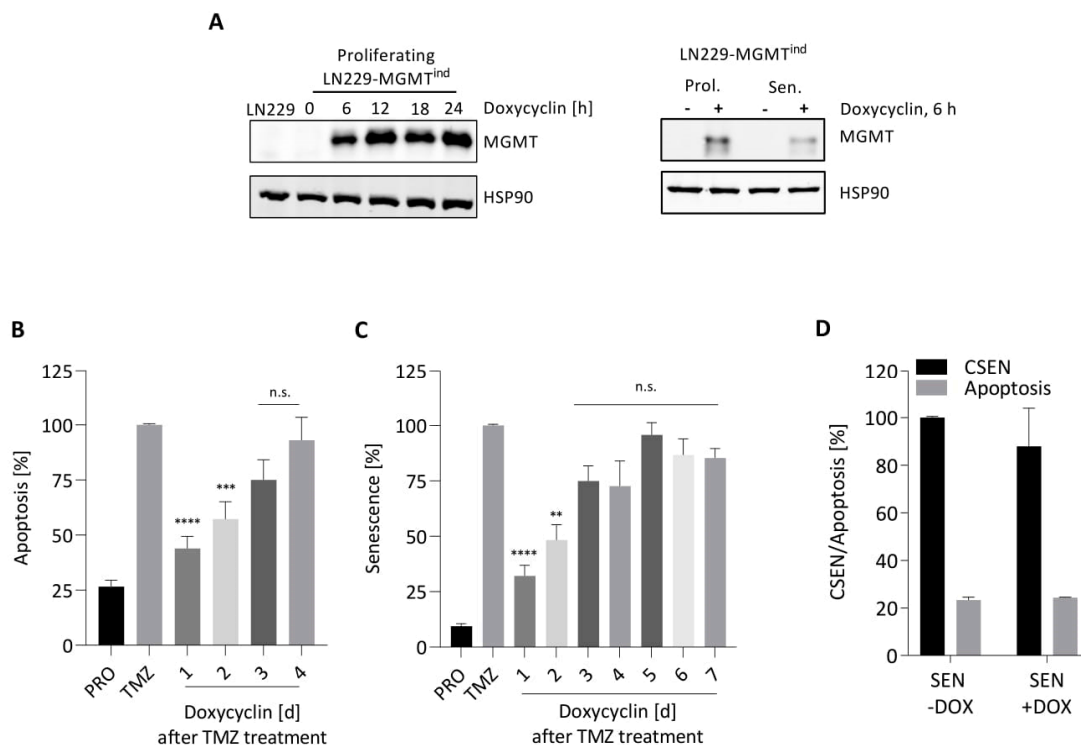 A
Proliferating
LN229-MGMTind
LN229 0 6 12 18 24 Doxycyclin [h]
MGMT
HSP90
LN229-MGMTind
Prol. Sen.
- + - + Doxycyclin, 6 h
MGMT
HSP90
B
Apoptosis [%]
125
100
75
50
25
0
****
***
n.s.
PRO TMZ 1 2 3 4
Doxycyclin [d]
after TMZ treatment
C
Senescence [%]
125
100
75
50
25
0
****
**
n.s.
PRO TMZ 1 2 3 4 5 6 7
Doxycyclin [d]
after TMZ treatment
D
CSEN/Apoptosis [%]
120
100
80
60
40
20
0
CSEN
Apoptosis
SEN SEN
-DOX +DOX